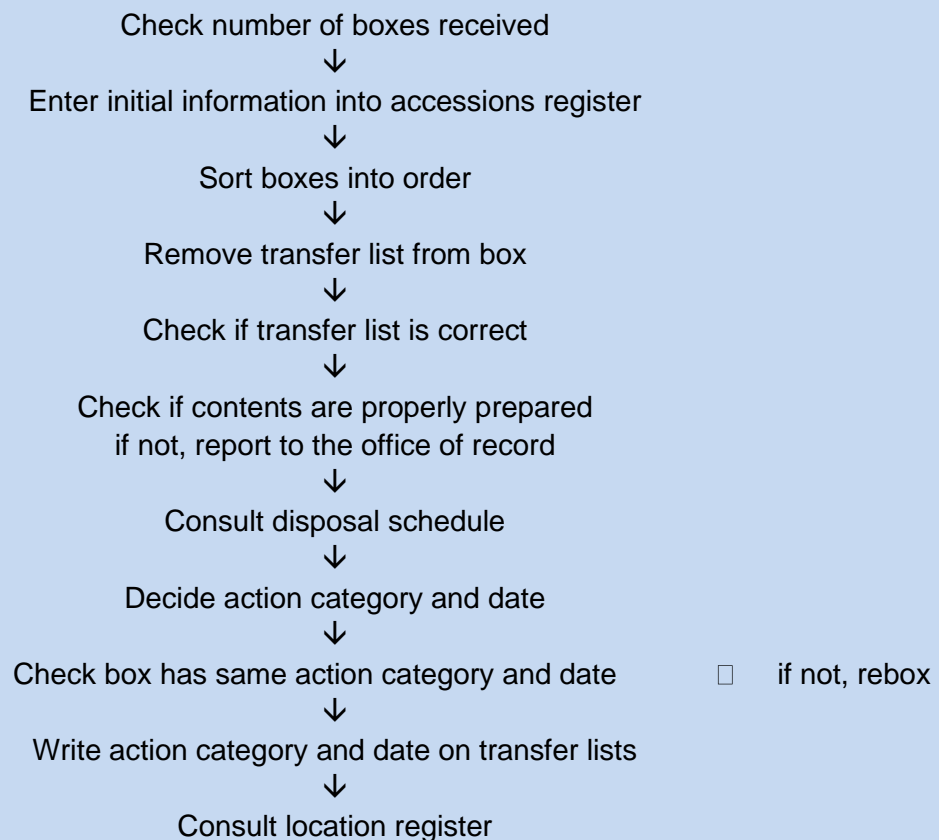 Check number of boxes received
↓
Enter initial information into accessions register
↓
Sort boxes into order
↓
Remove transfer list from box
↓
Check if transfer list is correct
↓
Check if contents are properly prepared
if not, report to the office of record
↓
Consult disposal schedule
↓
Decide action category and date
↓
Check box has same action category and date □ if not, rebox
↓
Write action category and date on transfer lists
↓
Consult location register